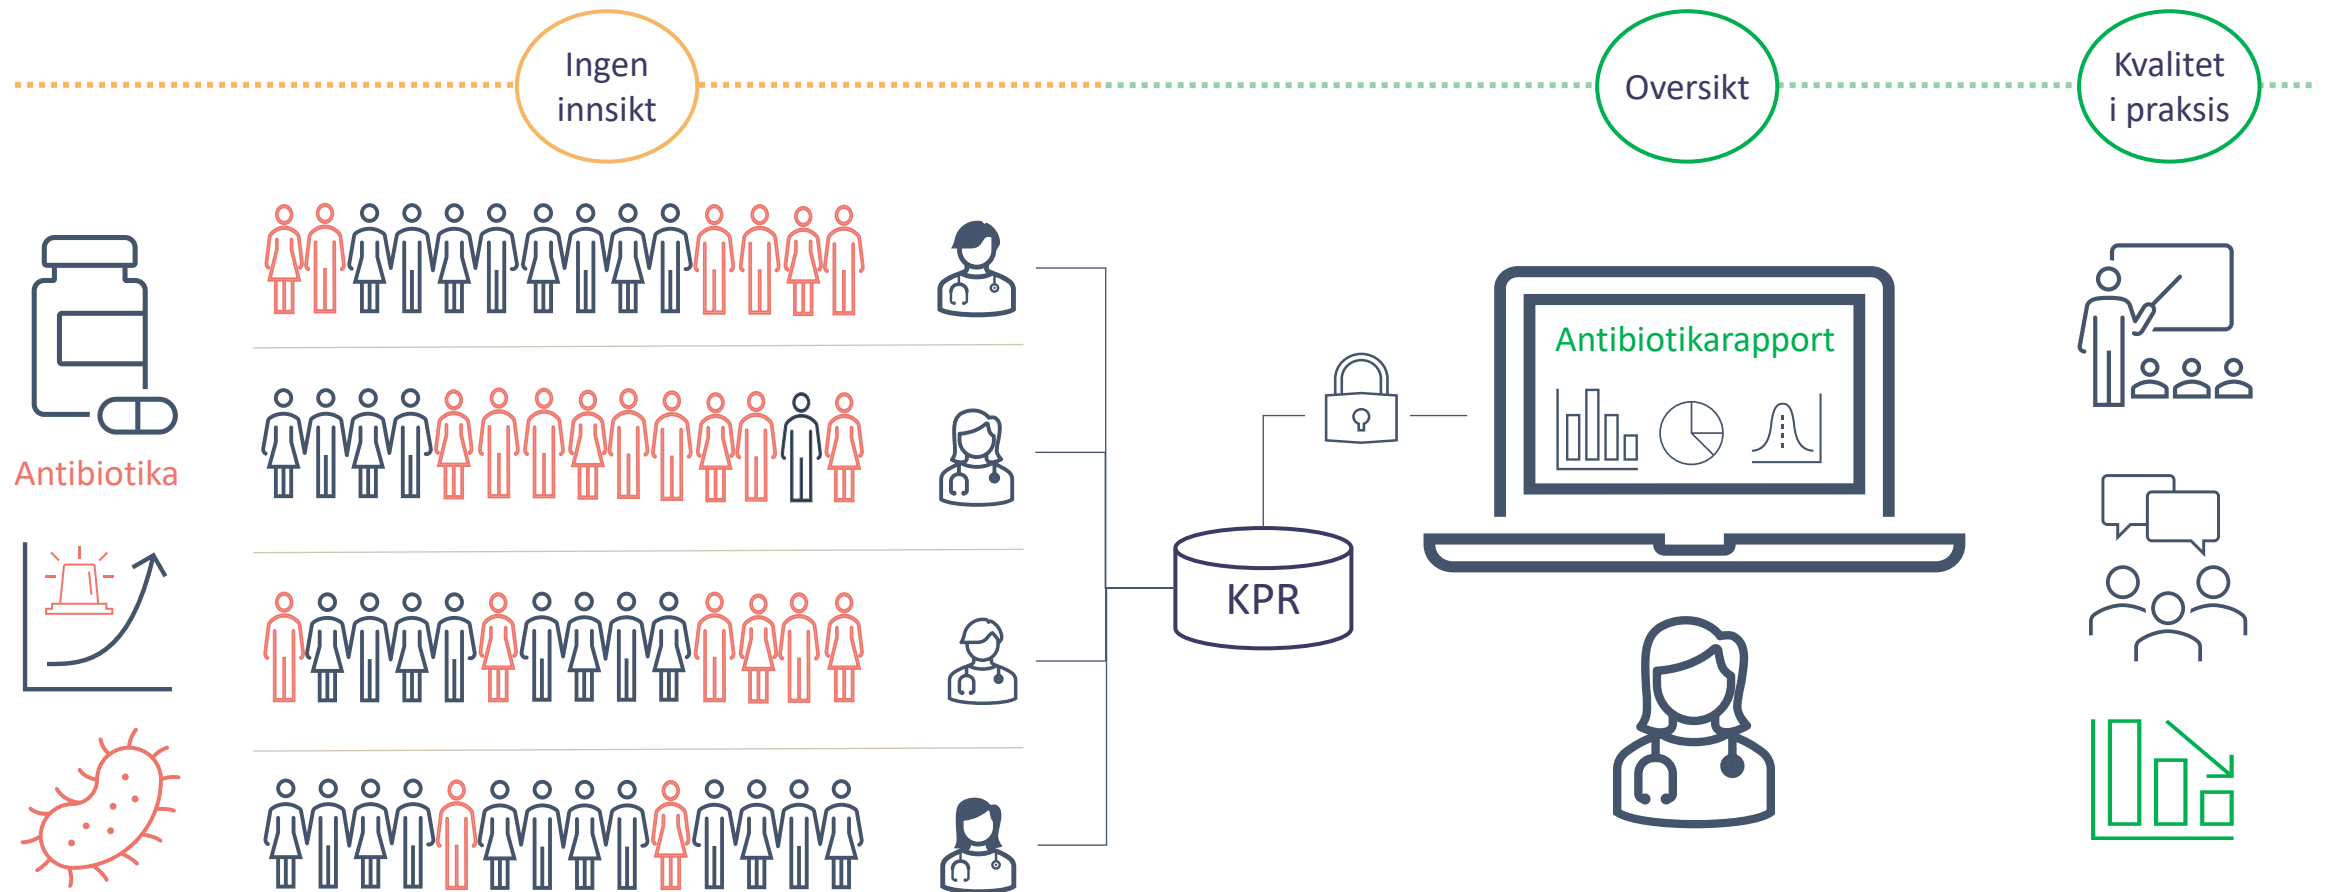 Ingen
innsikt
Oversikt
Kvalitet
i praksis
Antibiotika
Antibiotikarapport
KPR